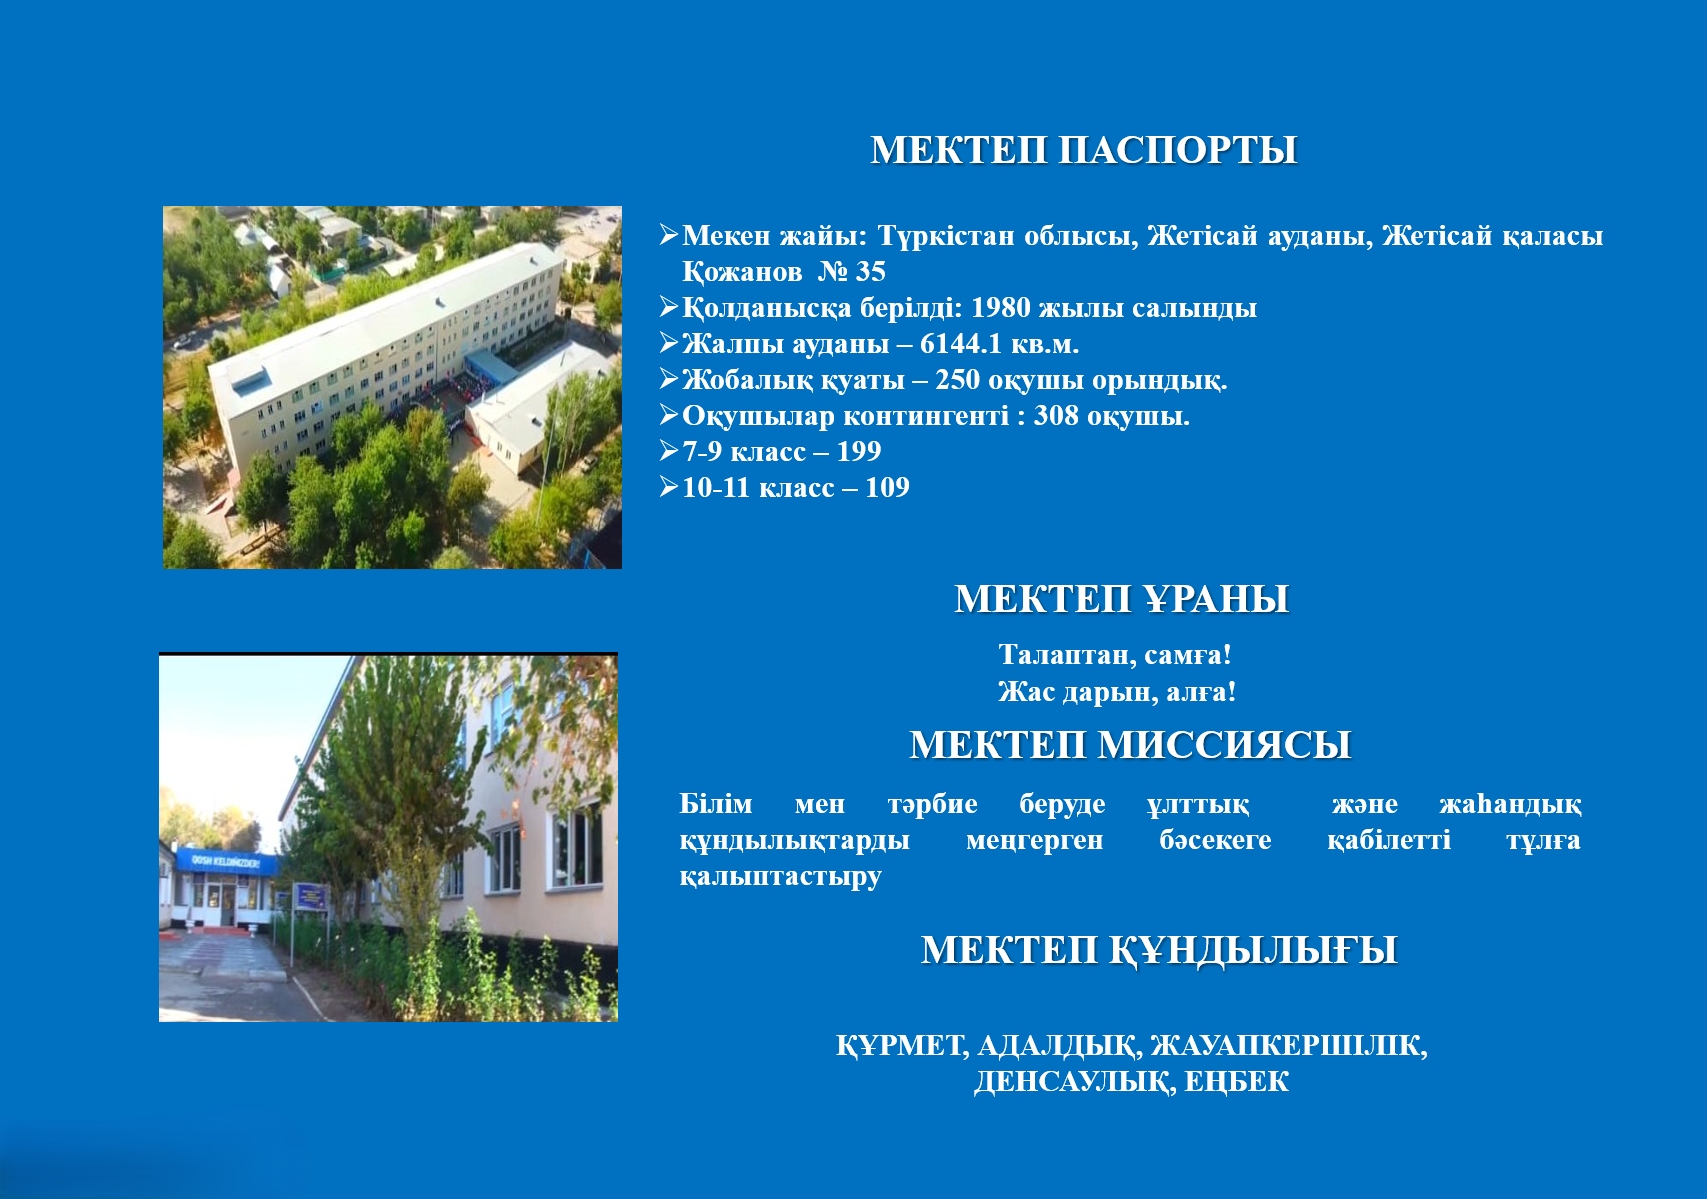 МЕКТЕП ПАСПОРТЫ
➢Мекен жайы: Түркістан облысы, Жетісай ауданы, Жетісай қаласы
Қожанов № 35
➢Қолданысқа берілді: 1980 жылы салынды
➢Жалпы ауданы – 6144.1 кв.м.
➢Жобалық қуаты – 250 оқушы орындық.
➢Оқушылар контингенті : 308 оқушы.
➢7-9 класс – 199
➢10-11 класс – 109
МЕКТЕП ҰРАНЫ
Талаптан, самға!
Жас дарын, алға!
МЕКТЕП МИССИЯСЫ
Білім мен тәрбие беруде ұлттық және жаһандық
құндылықтарды меңгерген бәсекеге қабілетті тұлға
қалыптастыру
QOSH KELDIŃIZDER!
МЕКТЕП ҚҰНДЫЛЫҒЫ
ҚҰРМЕТ, АДАЛДЫҚ, ЖАУАПКЕРШІЛІК,
ДЕНСАУЛЫҚ, ЕҢБЕК